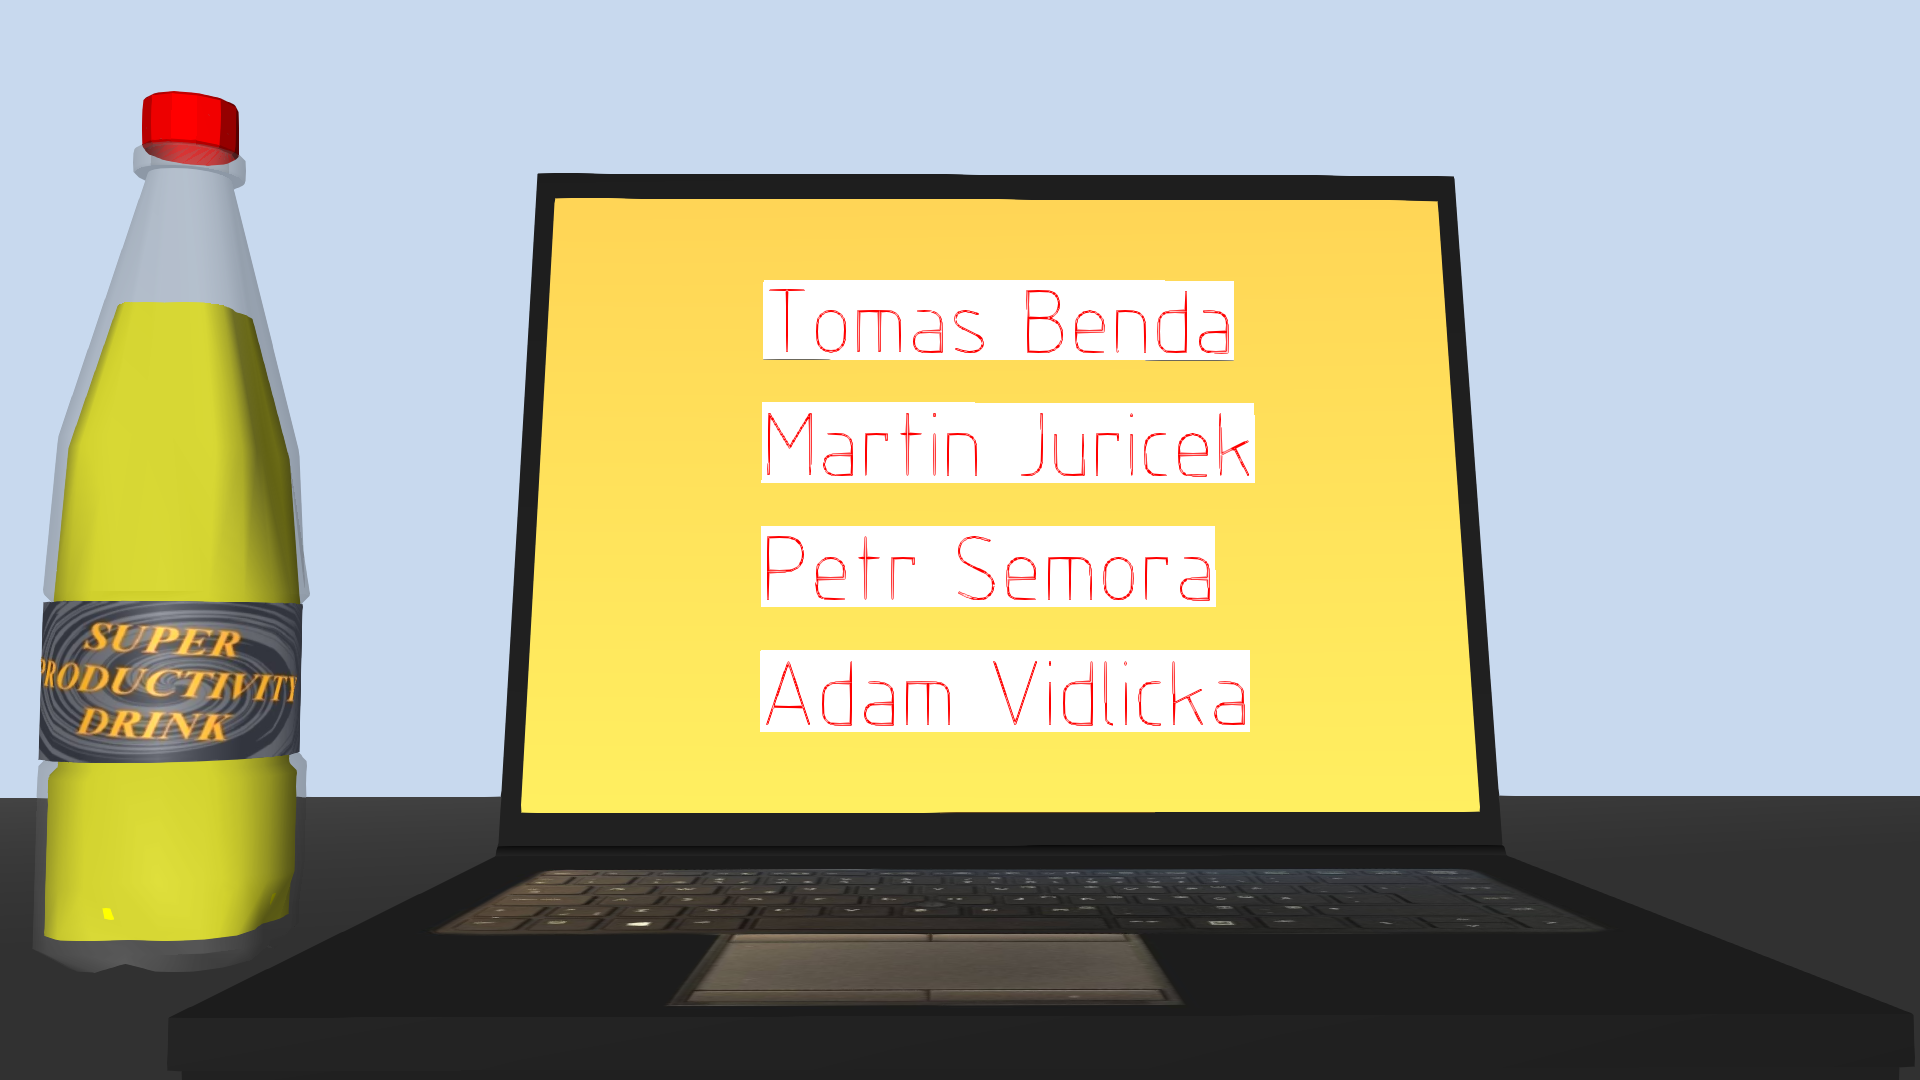 SUPER
PRODUCTIVITY
DRINK
Tomas Benda
Martin Juricek
Petr Semora
Adam Vidlicka